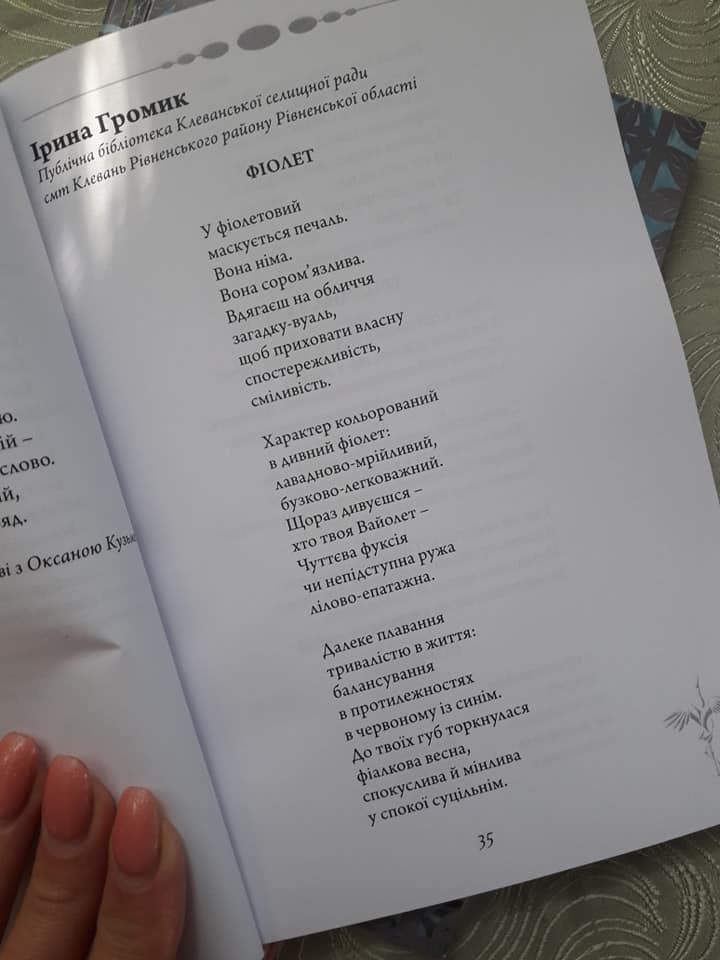 ю.
ій –
слово.
ий,
яд.
ві з Оксаною
Ірина Громик
Публічна бібліотека Клеванської селищної ради
смт Клевань Рівненського району Рівненської області
ФІОЛЕТ
У фіолетовий
маскується печаль.
Вона німа.
Вона сором’язлива.
Вдягаєш на обличчя
загадку-вуаль,
щоб приховати власну
спостережливість,
сміливість.
Характер кольорований
в дивний фіолет:
лавадново-мрійливий,
бузково-легковажний.
Щораз дивуєшся –
хто твоя Вайолет –
Чуттєва фуксія
чи непідступна ружа
лілово-епатажна.
Далеке плавання
тривалістю в життя:
балансування
в протилежностях
в червоному із синім.
До твоїх губ торкнулася
фіалкова весна,
спокуслива й мінлива
у спокої суцільнім.
35